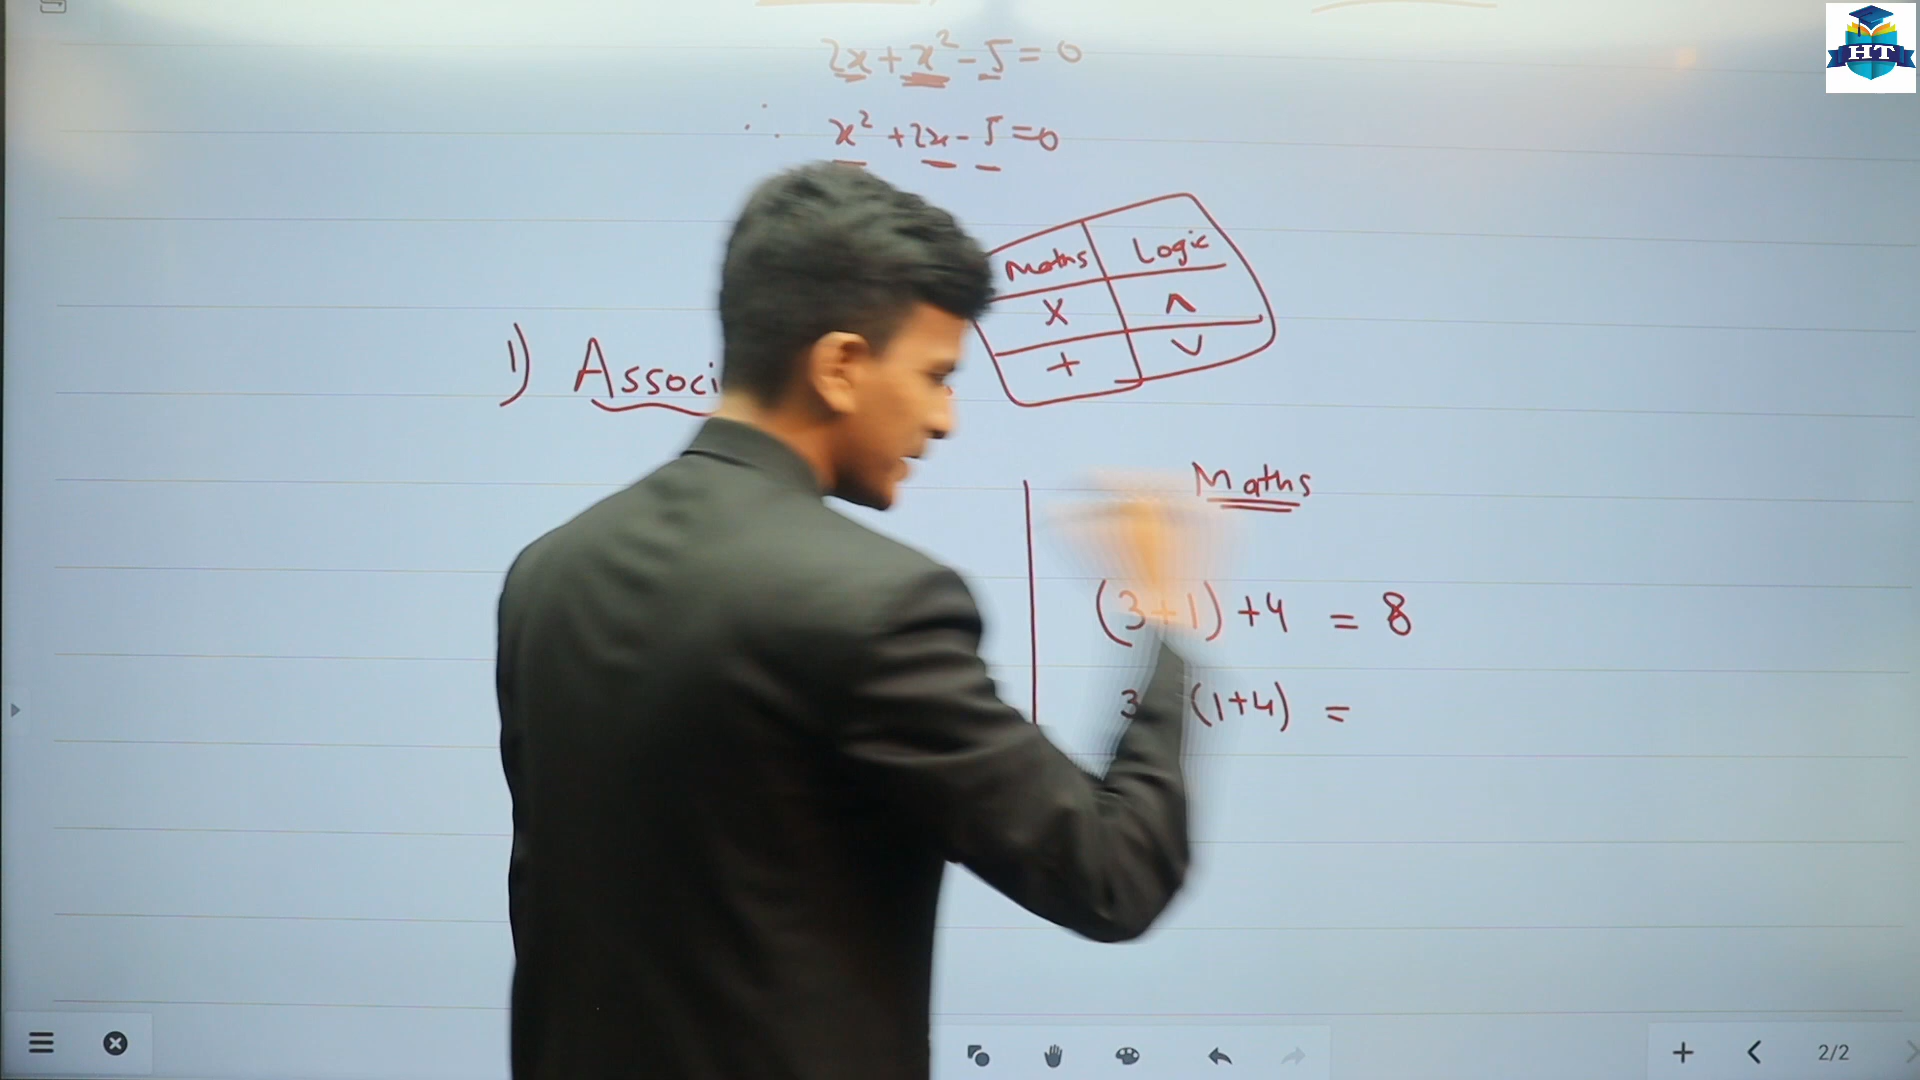 HT
2x + x² - 5 = 0
∴ x² + 2x - 5 = 0
Maths Logic
× ∧
+ ∨
1) Associ
Maths
(3+1) +4 = 8
3 (1+4) =
2/2